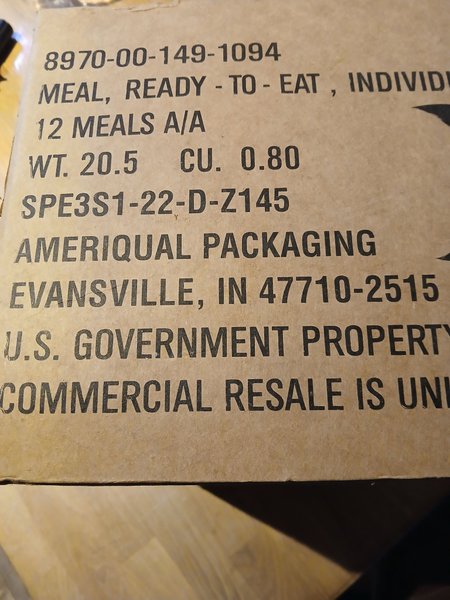 8970-00-149-1094
MEAL, READY - TO - EAT , INDIVID
12 MEALS A/A
WT. 20.5 CU. 0.80
SPE3S1-22-D-Z145
AMERIQUAL PACKAGING
EVANSVILLE, IN 47710-2515
U.S. GOVERNMENT PROPERTY
COMMERCIAL RESALE IS UN